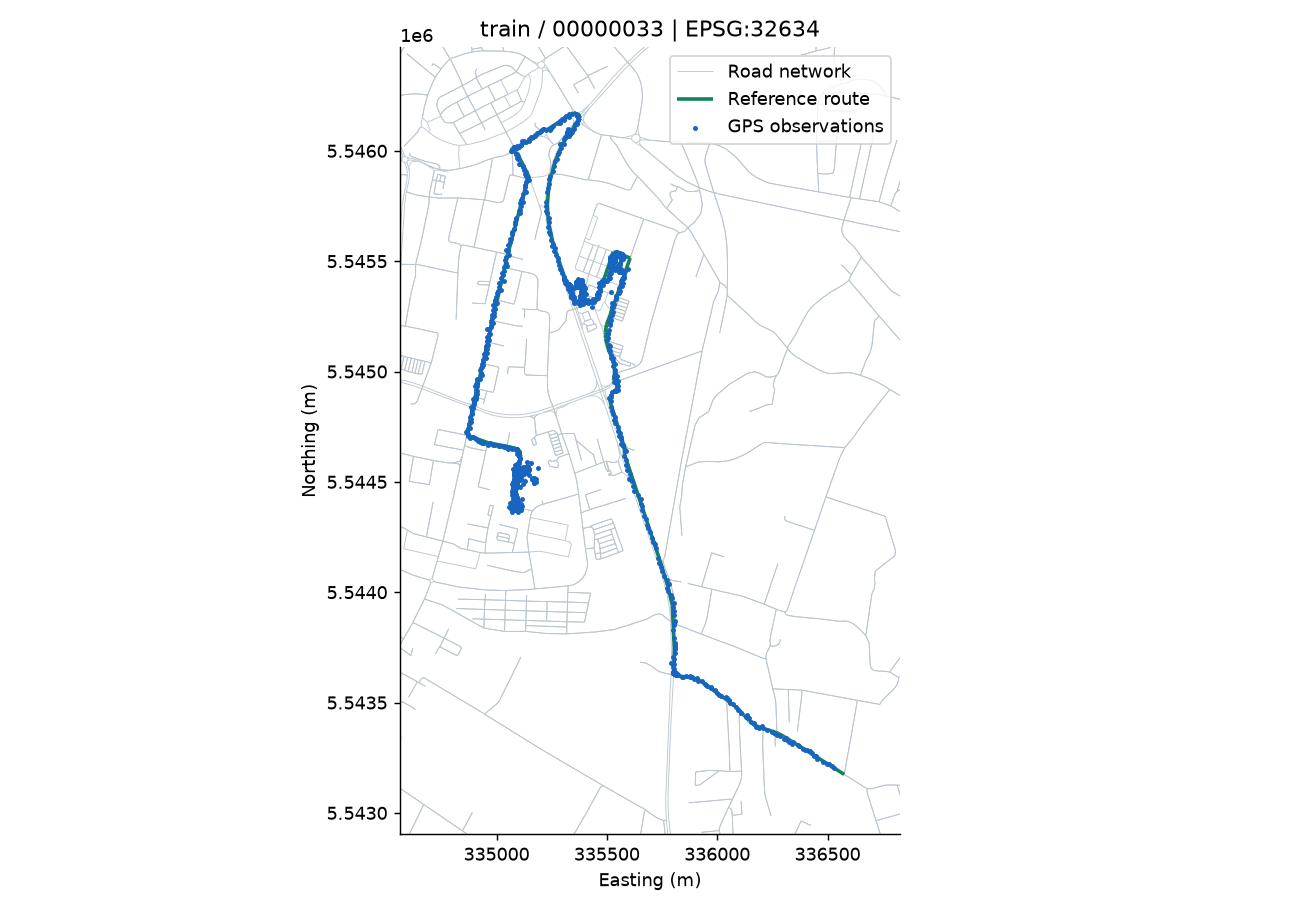 train / 00000033 | EPSG:32634
1e6
Road network
Reference route
GPS observations
5.5460
5.5455
5.5450
5.5445
5.5440
5.5435
5.5430
Northing (m)
335000 335500 336000 336500
Easting (m)